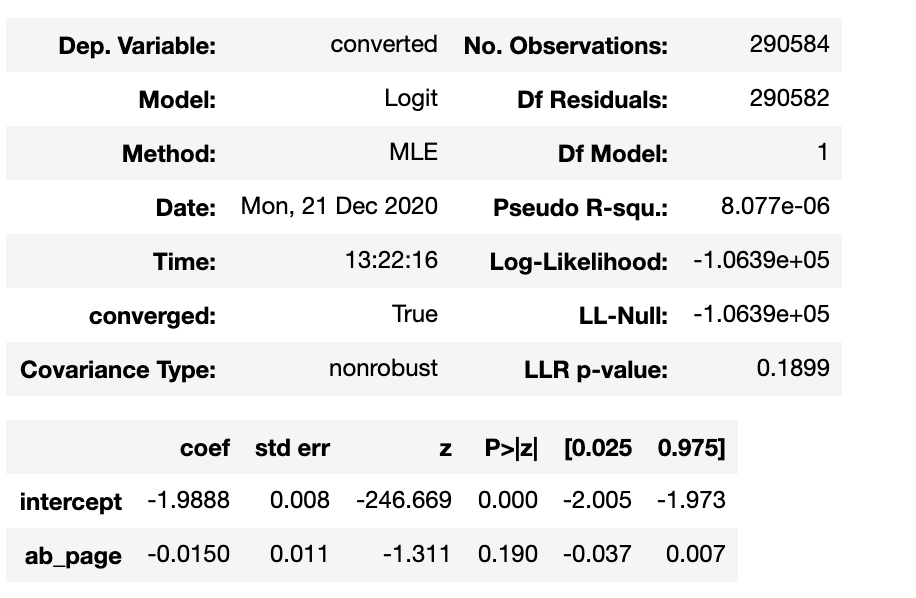 Dep. Variable: converted No. Observations: 290584
Model: Logit Df Residuals: 290582
Method: MLE Df Model: 1
Date: Mon, 21 Dec 2020 Pseudo R-squ.: 8.077e-06
Time: 13:22:16 Log-Likelihood: -1.0639e+05
converged: True LL-Null: -1.0639e+05
Covariance Type: nonrobust LLR p-value: 0.1899
coef std err z P>|z| [0.025 0.975]
intercept -1.9888 0.008 -246.669 0.000 -2.005 -1.973
ab_page -0.0150 0.011 -1.311 0.190 -0.037 0.007